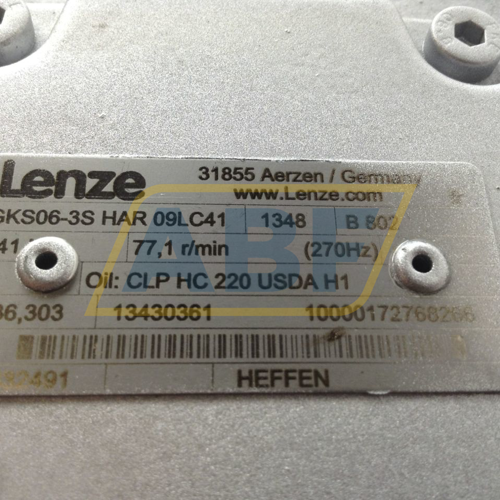 Lenze 31855 Aerzen / Germany
www.Lenze.com
GKS06-3S HAR 09LC41 1348 B 802
41 77,1 r/min (270Hz)
Oil: CLP HC 220 USDA H1
36,303 13430361 10000172768266
HEFFEN
ABF